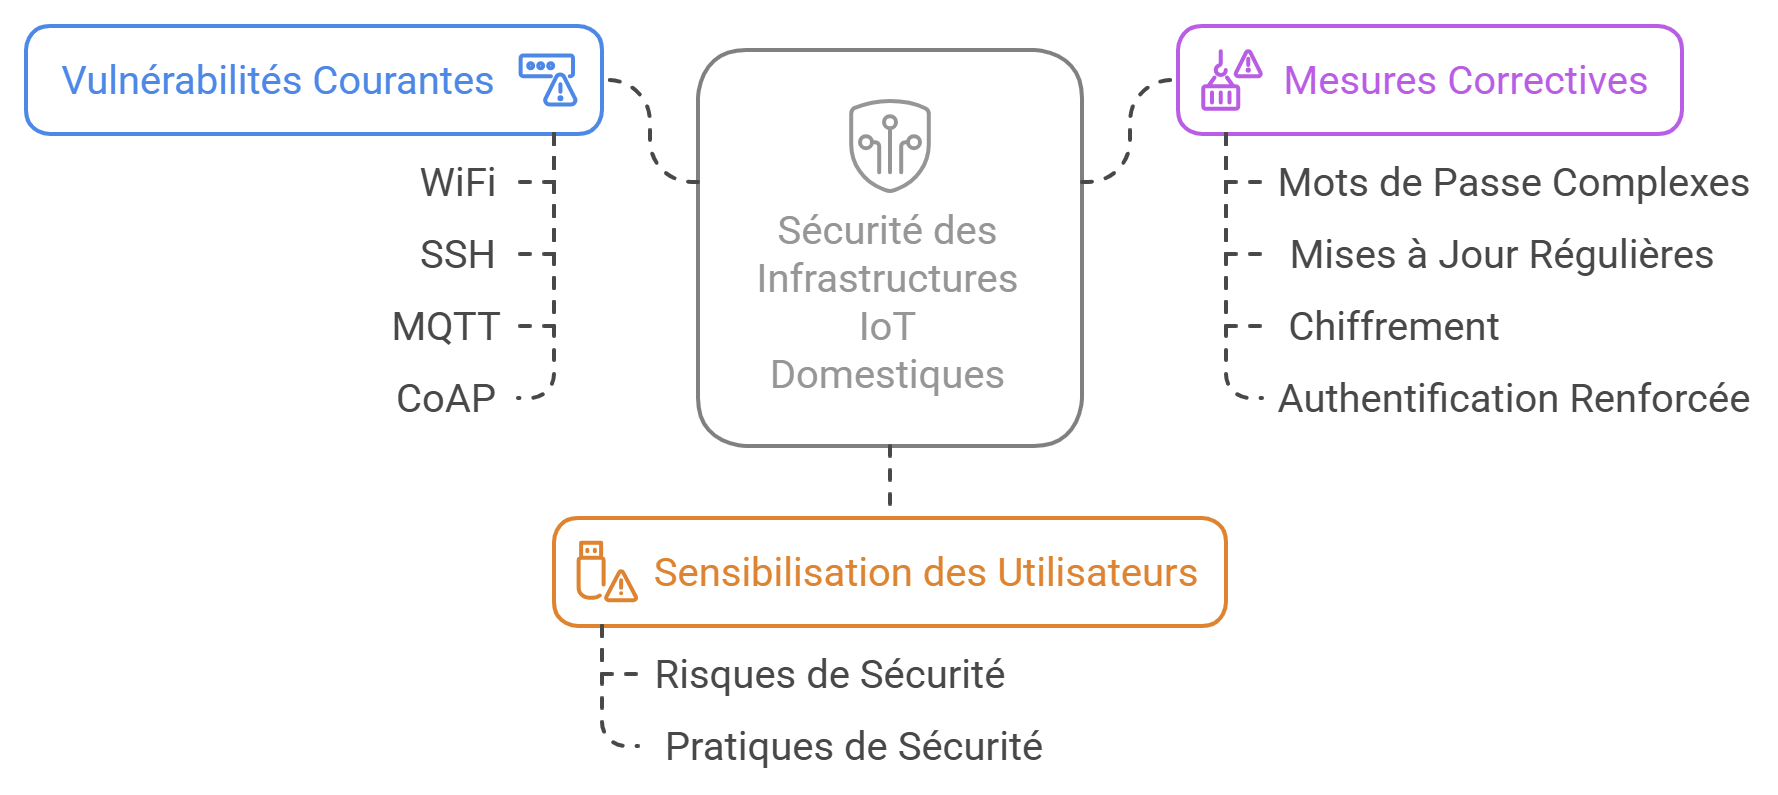 Vulnérabilités Courantes
WiFi
SSH
MQTT
CoAP
Sécurité des
Infrastructures
IoT
Domestiques
Mesures Correctives
Mots de Passe Complexes
Mises à Jour Régulières
Chiffrement
Authentification Renforcée
Sensibilisation des Utilisateurs
Risques de Sécurité
Pratiques de Sécurité